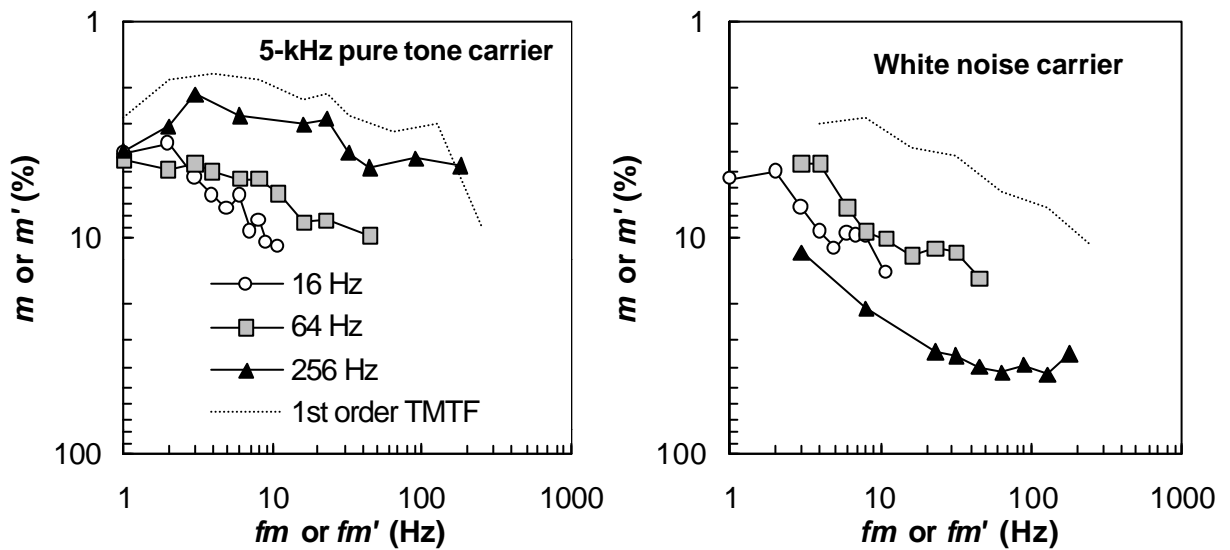 5-kHz pure tone carrier
m or m' (%)
1
10
100
16 Hz
64 Hz
256 Hz
1st order TMTF
1 10 100 1000
fm or fm' (Hz)
White noise carrier
m or m' (%)
1
10
100
1 10 100 1000
fm or fm' (Hz)